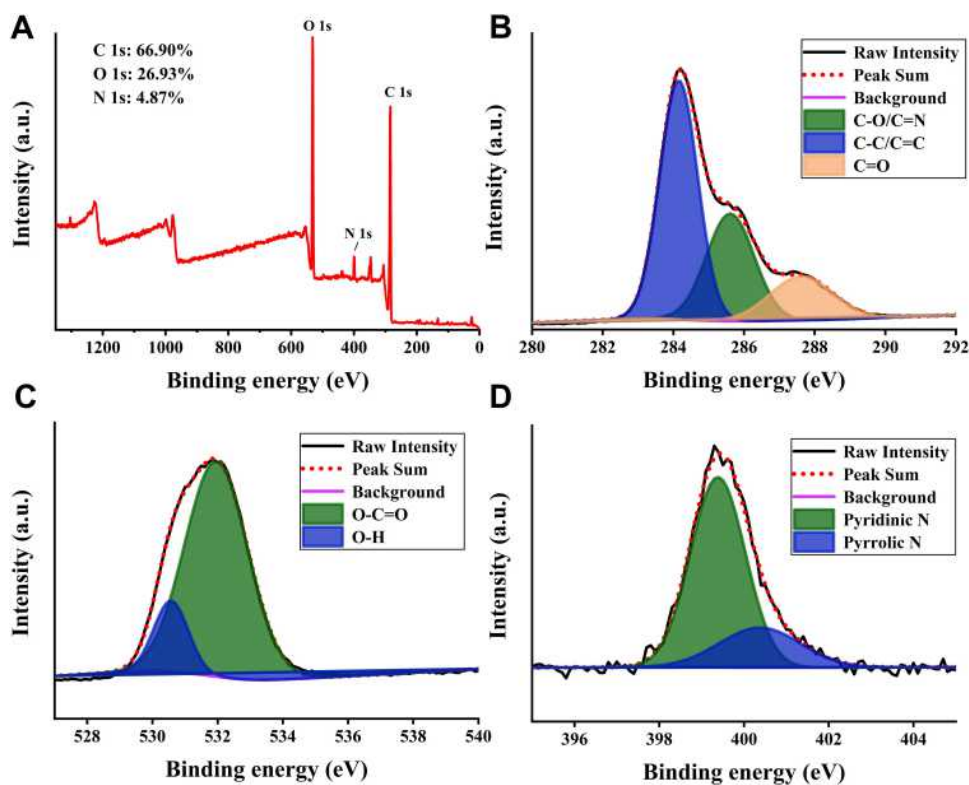 A
C 1s: 66.90%
O 1s: 26.93%
N 1s: 4.87%
O 1s
C 1s
N 1s
Intensity (a.u.)
1200 1000 800 600 400 200 0
Binding energy (eV)
B
Raw Intensity
Peak Sum
Background
C-O/C=N
C-C/C=C
C=O
Intensity (a.u.)
280 282 284 286 288 290 292
Binding energy (eV)
C
Raw Intensity
Peak Sum
Background
O-C=O
O-H
Intensity (a.u.)
528 530 532 534 536 538 540
Binding energy (eV)
D
Raw Intensity
Peak Sum
Background
Pyridinic N
Pyrrolic N
Intensity (a.u.)
396 398 400 402 404
Binding energy (eV)